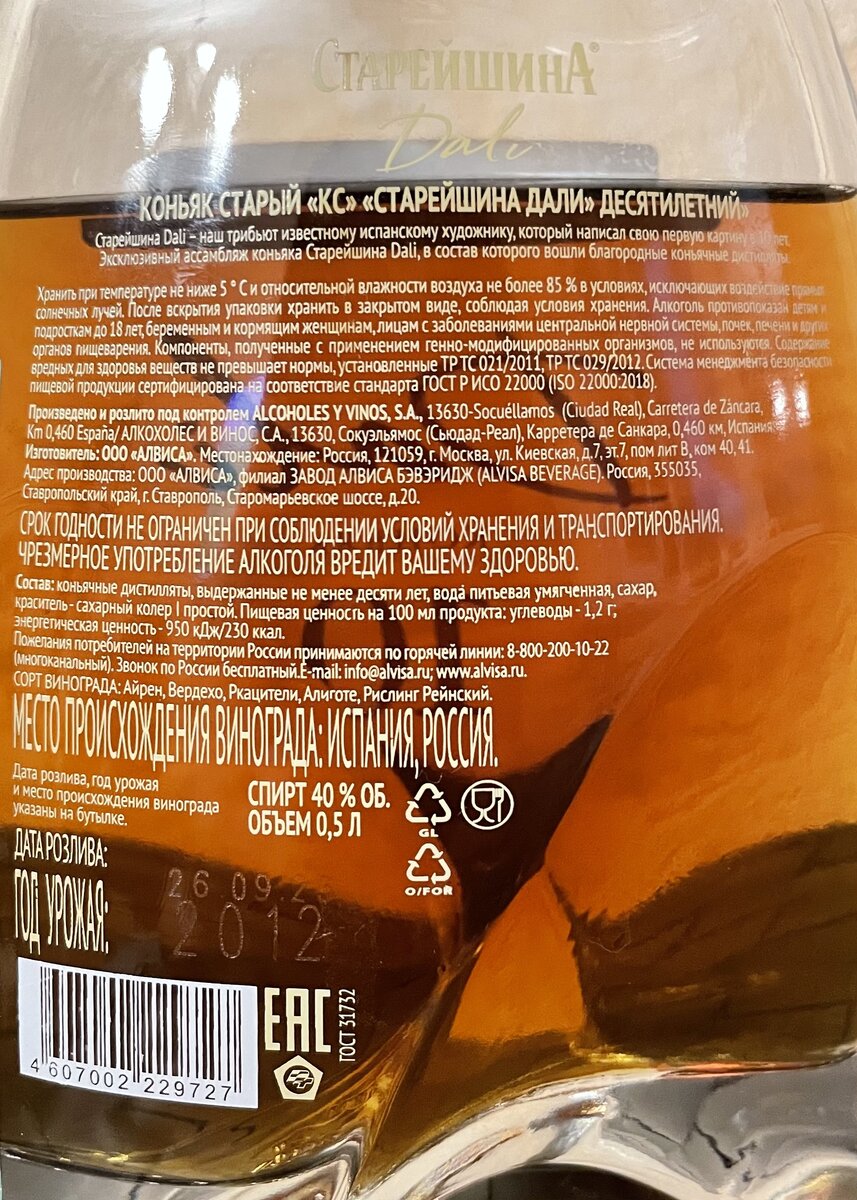 СТАРЕЙШИНА®
Dali
КОНЬЯК СТАРЫЙ «КС» «СТАРЕЙШИНА ДАЛИ» ДЕСЯТИЛЕТНИЙ»
Старейшина Dali – наш трибьют известному испанскому художнику, который написал свою первую картину в 10 лет.
Эксклюзивный ассамбляж коньяка Старейшина Dali, в состав которого вошли благородные коньячные дистилляты.
Хранить при температуре не ниже 5 ° С и относительной влажности воздуха не более 85 % в условиях, исключающих воздействие прямых
солнечных лучей. После вскрытия упаковки хранить в закрытом виде, соблюдая условия хранения. Алкоголь противопоказан детям и
подросткам до 18 лет, беременным и кормящим женщинам, лицам с заболеваниями центральной нервной системы, почек, печени и других
органов пищеварения. Компоненты, полученные с применением генно-модифицированных организмов, не используются. Содержание
вредных для здоровья веществ не превышает нормы, установленные ТР ТС 021/2011, ТР ТС 029/2012. Система менеджмента безопасности
пищевой продукции сертифицирована на соответствие стандарта ГОСТ Р ИСО 22000 (ISO 22000:2018).
Произведено и розлито под контролем ALCOHOLES Y VINOS, S.A., 13630-Socuéllamos (Ciudad Real), Carretera de Záncara,
Km 0,460 España/ АЛКОХОЛЕС И ВИНОС, С.А., 13630, Сокуэльямос (Сьюдад-Реал), Карретера де Санкара, 0,460 км, Испания.
Изготовитель: ООО «АЛВИСА». Местонахождение: Россия, 121059, г. Москва, ул. Киевская, д.7, эт.7, пом лит В, ком 40, 41.
Адрес производства: ООО «АЛВИСА», филиал ЗАВОД АЛВИСА БЭВЭРИДЖ (ALVISA BEVERAGE). Россия, 355035,
Ставропольский край, г. Ставрополь, Старомарьевское шоссе, д.20.
СРОК ГОДНОСТИ НЕ ОГРАНИЧЕН ПРИ СОБЛЮДЕНИИ УСЛОВИЙ ХРАНЕНИЯ И ТРАНСПОРТИРОВАНИЯ.
ЧРЕЗМЕРНОЕ УПОТРЕБЛЕНИЕ АЛКОГОЛЯ ВРЕДИТ ВАШЕМУ ЗДОРОВЬЮ.
Состав: коньячные дистилляты, выдержанные не менее десяти лет, вода питьевая умягченная, сахар,
краситель - сахарный колер I простой. Пищевая ценность на 100 мл продукта: углеводы - 1,2 г;
энергетическая ценность - 950 кДж/230 ккал.
Пожелания потребителей на территории России принимаются по горячей линии: 8-800-200-10-22
(многоканальный). Звонок по России бесплатный.E-mail: info@alvisa.ru; www.alvisa.ru.
СОРТ ВИНОГРАДА: Айрен, Вердехо, Ркацители, Алиготе, Рислинг Рейнский.
МЕСТО ПРОИСХОЖДЕНИЯ ВИНОГРАДА: ИСПАНИЯ, РОССИЯ.
Дата розлива, год урожая
и место происхождения винограда
указаны на бутылке.
СПИРТ 40 % ОБ.
ОБЪЕМ 0,5 Л
GL
O/FOR
ДАТА РОЗЛИВА:
26.09.2
ГОД УРОЖАЯ:
2012
EAC
ГОСТ 31732
4 607002 229727